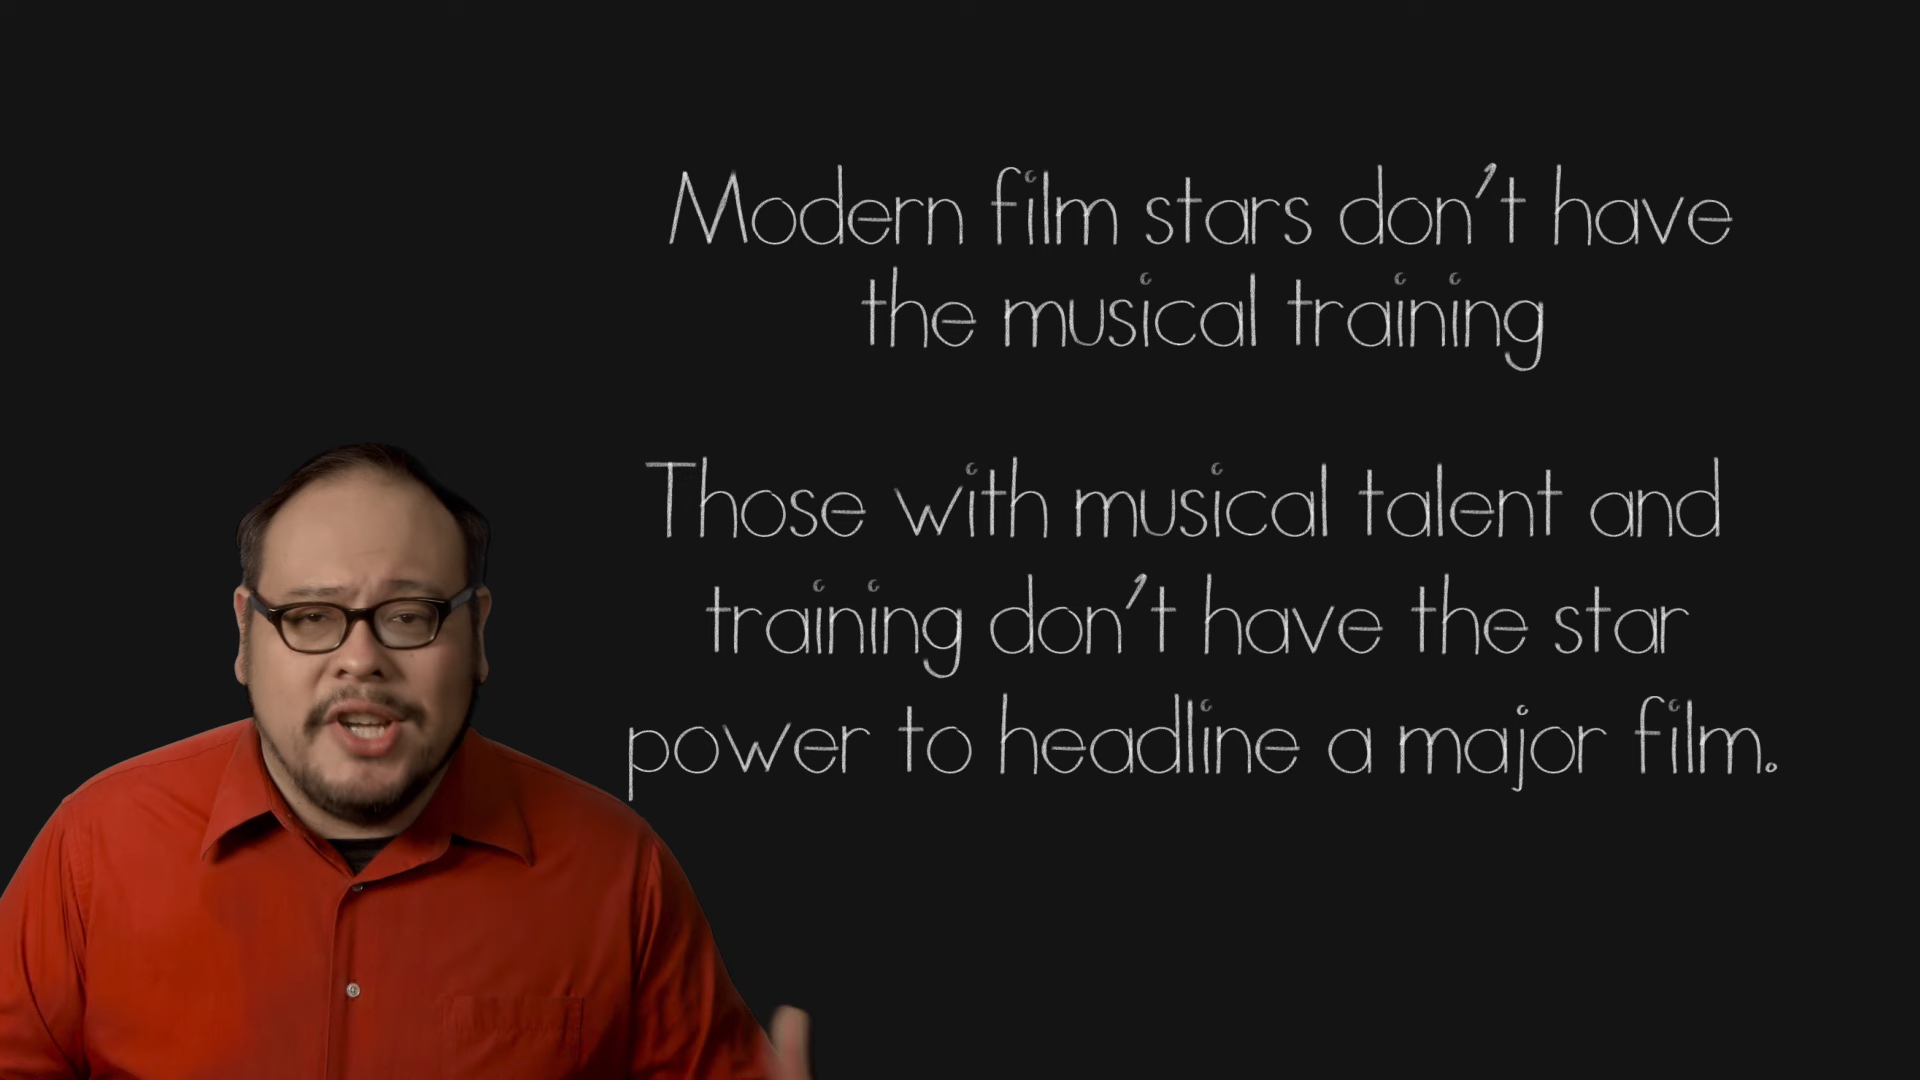 Modern film stars don't have
the musical training
Those with musical talent and
training don't have the star
power to headline a major film.